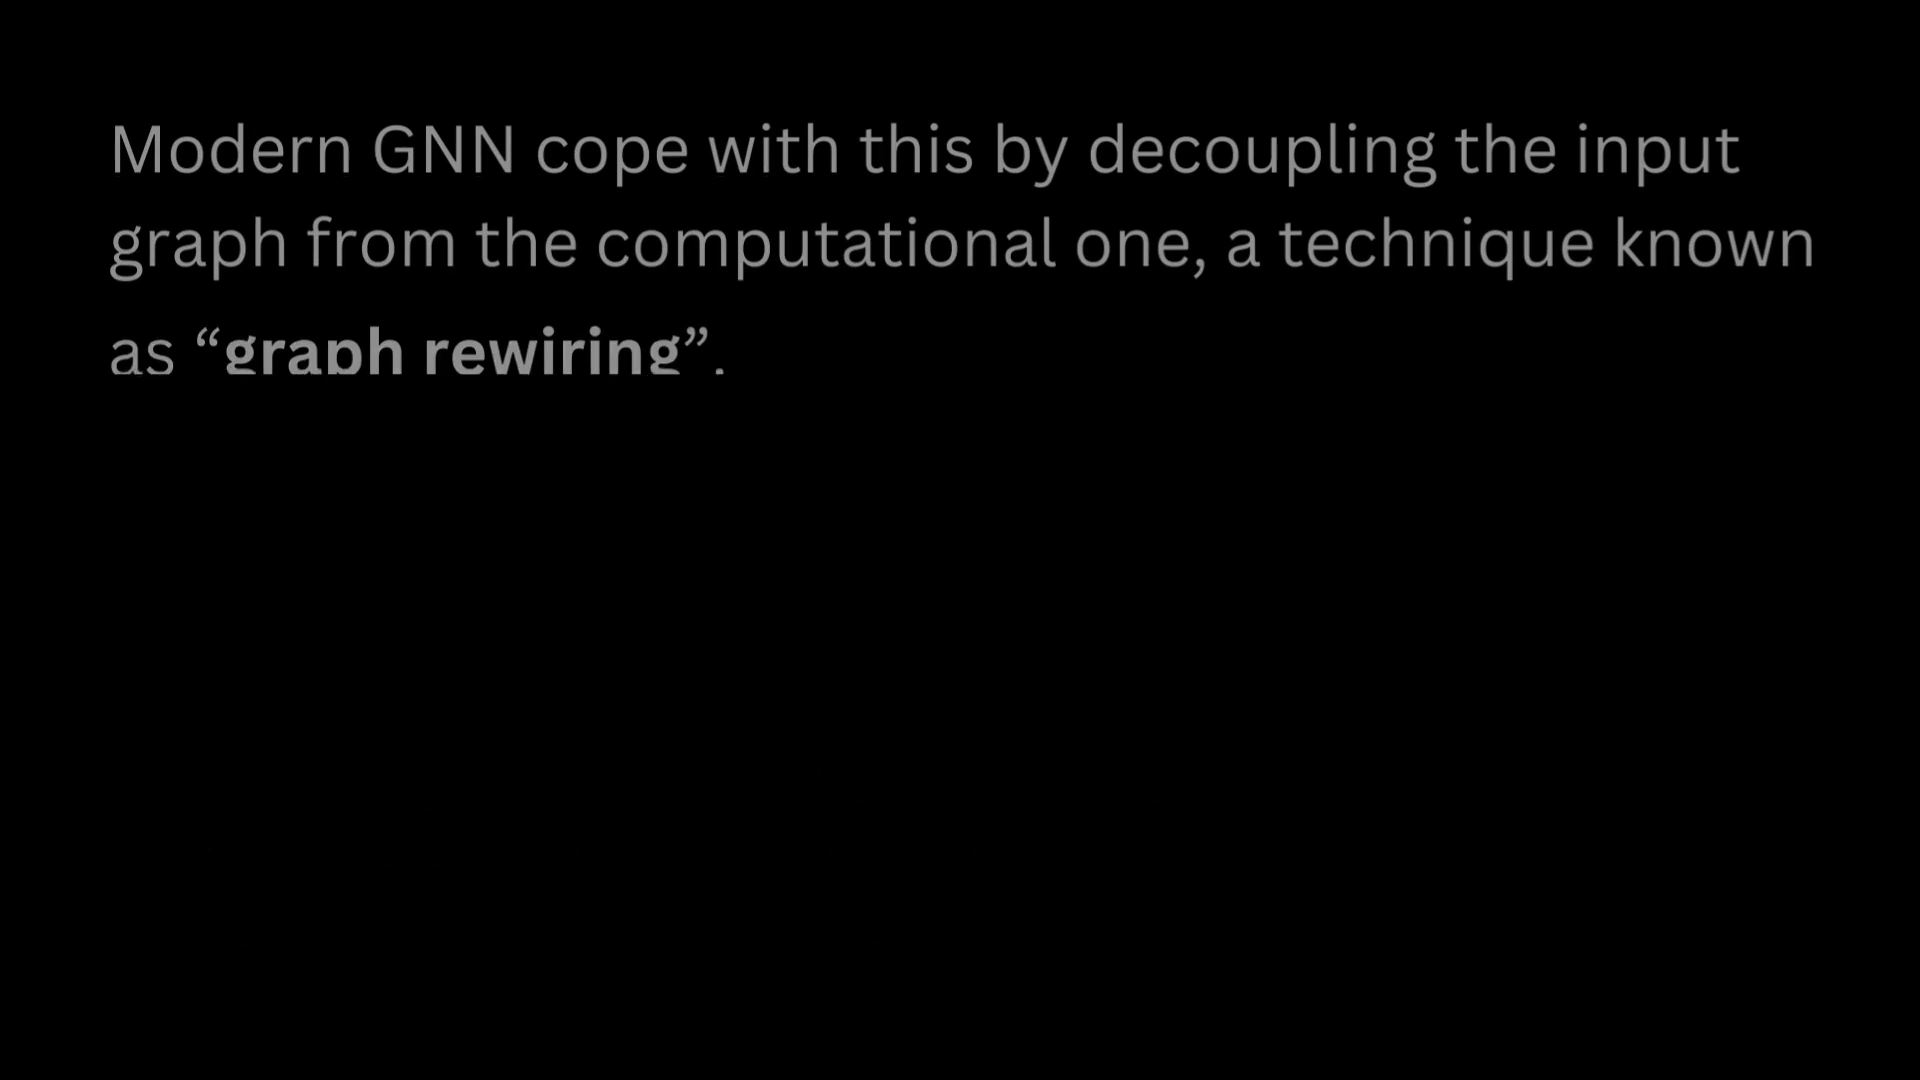 Modern GNN cope with this by decoupling the input
graph from the computational one, a technique known
as “graph rewiring”.